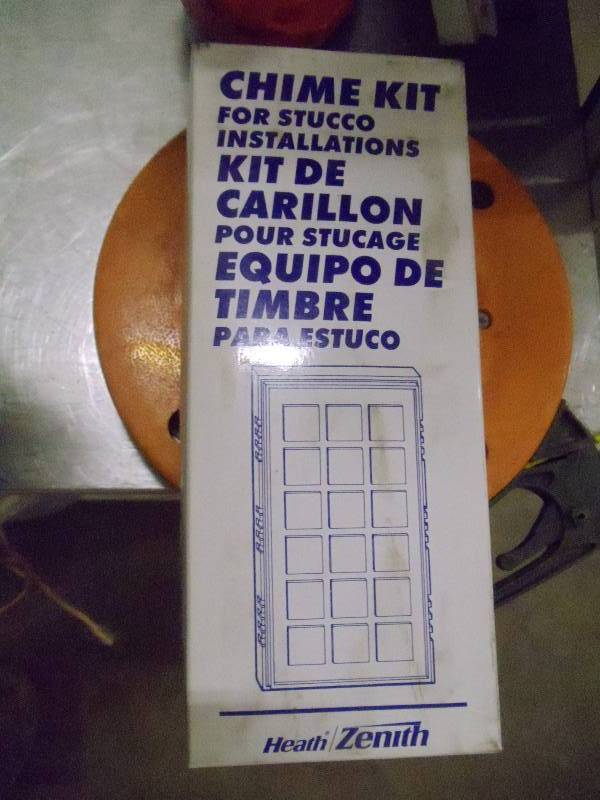 CHIME KIT
FOR STUCCO
INSTALLATIONS
KIT DE
CARILLON
POUR STUCAGE
EQUIPO DE
TIMBRE
PARA ESTUCO
Heath®/Zenith